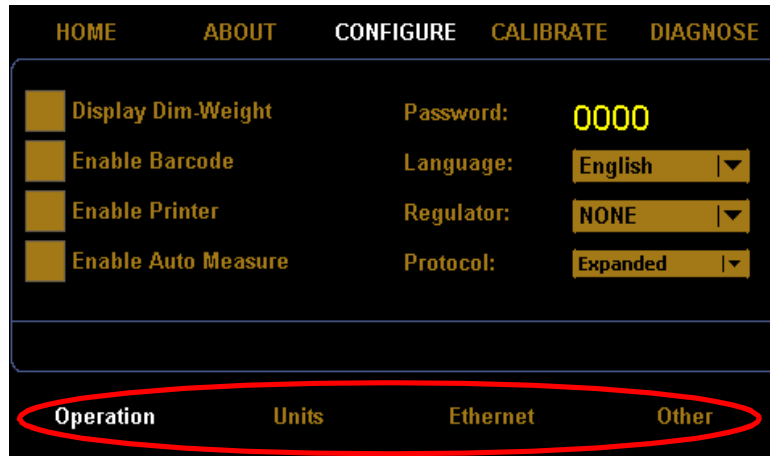 HOME ABOUT CONFIGURE CALIBRATE DIAGNOSE
Display Dim-Weight Password: 0000
Enable Barcode Language: English
Enable Printer Regulator: NONE
Enable Auto Measure Protocol: Expanded
Operation Units Ethernet Other